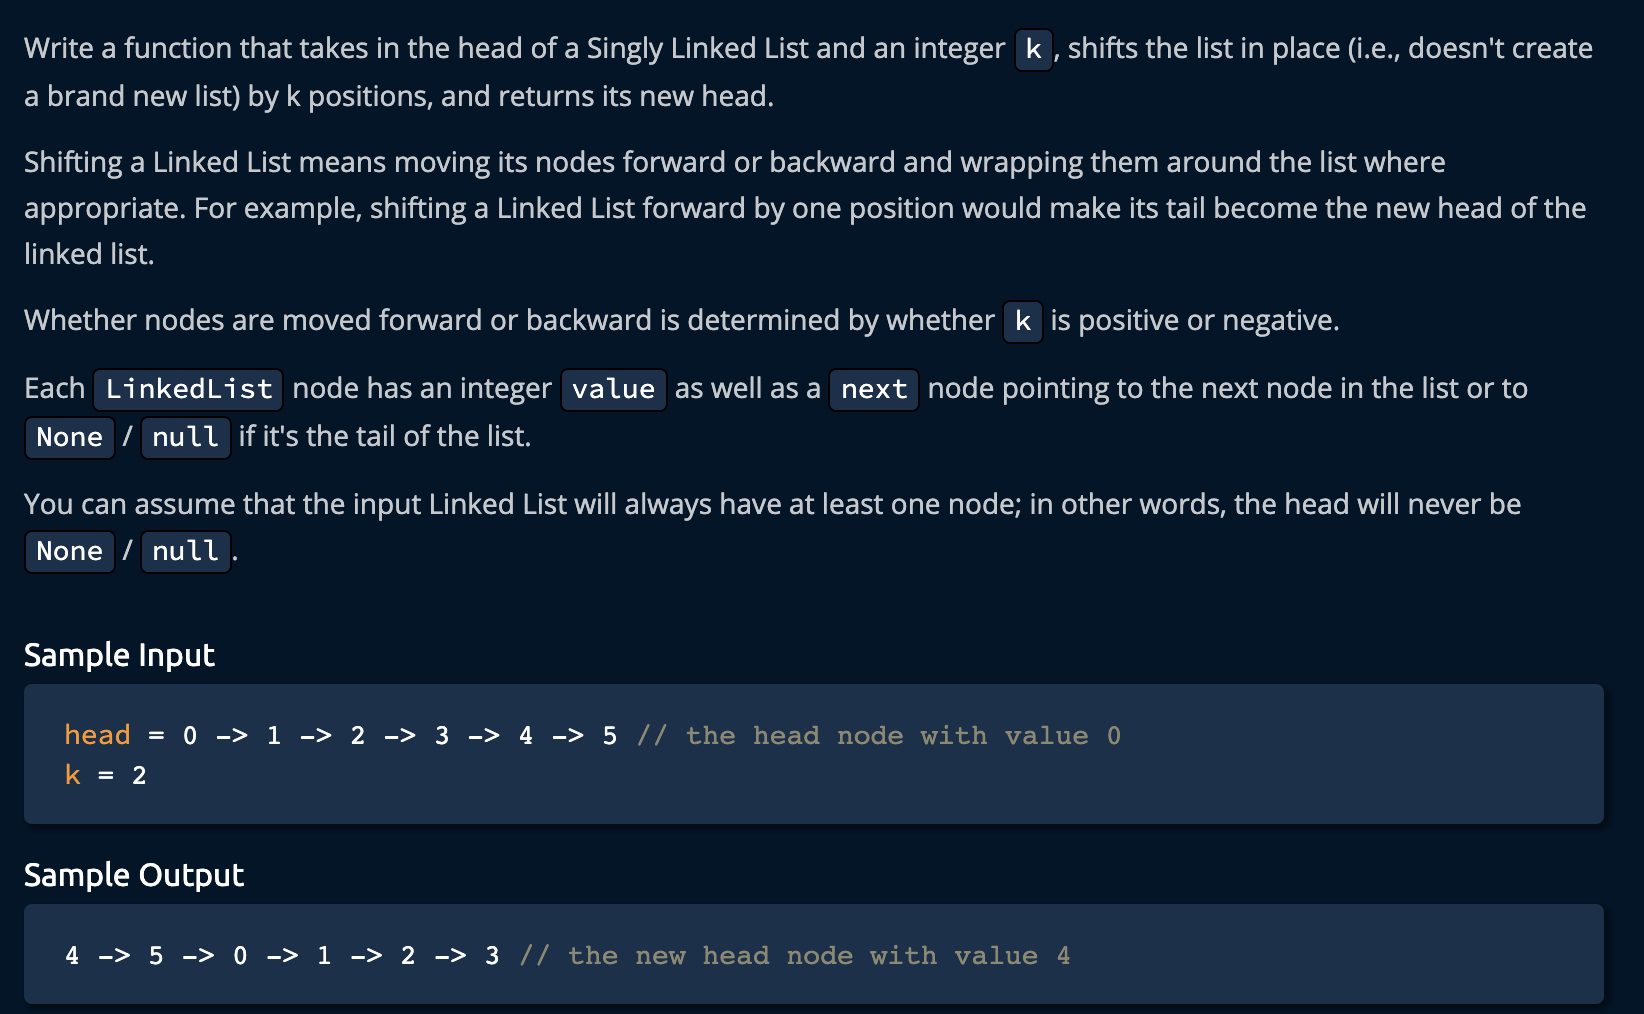 Write a function that takes in the head of a Singly Linked List and an integer k, shifts the list in place (i.e., doesn't create
a brand new list) by k positions, and returns its new head.
Shifting a Linked List means moving its nodes forward or backward and wrapping them around the list where
appropriate. For example, shifting a Linked List forward by one position would make its tail become the new head of the
linked list.
Whether nodes are moved forward or backward is determined by whether k is positive or negative.
Each LinkedList node has an integer value as well as a next node pointing to the next node in the list or to
None / null if it's the tail of the list.
You can assume that the input Linked List will always have at least one node; in other words, the head will never be
None / null.
Sample Input
head = 0 -> 1 -> 2 -> 3 -> 4 -> 5 // the head node with value 0
k = 2
Sample Output
4 -> 5 -> 0 -> 1 -> 2 -> 3 // the new head node with value 4